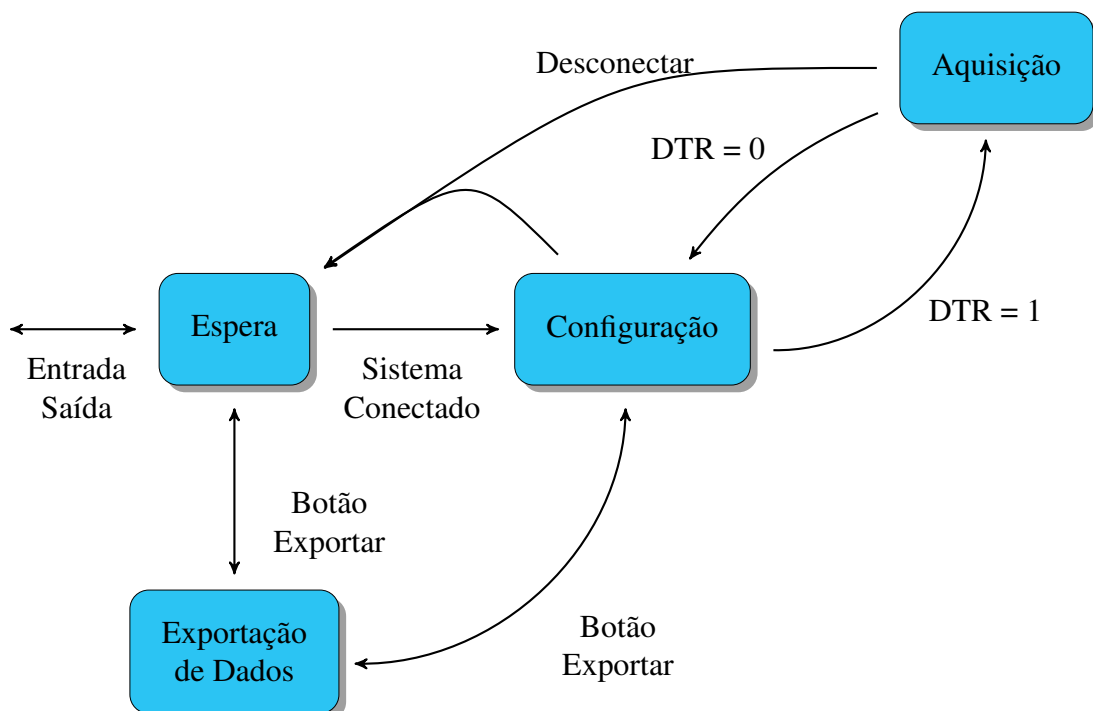 Aquisição
Desconectar
DTR = 0
DTR = 1
Espera
Configuração
Entrada
Saída
Sistema
Conectado
Botão
Exportar
Exportação
de Dados
Botão
Exportar